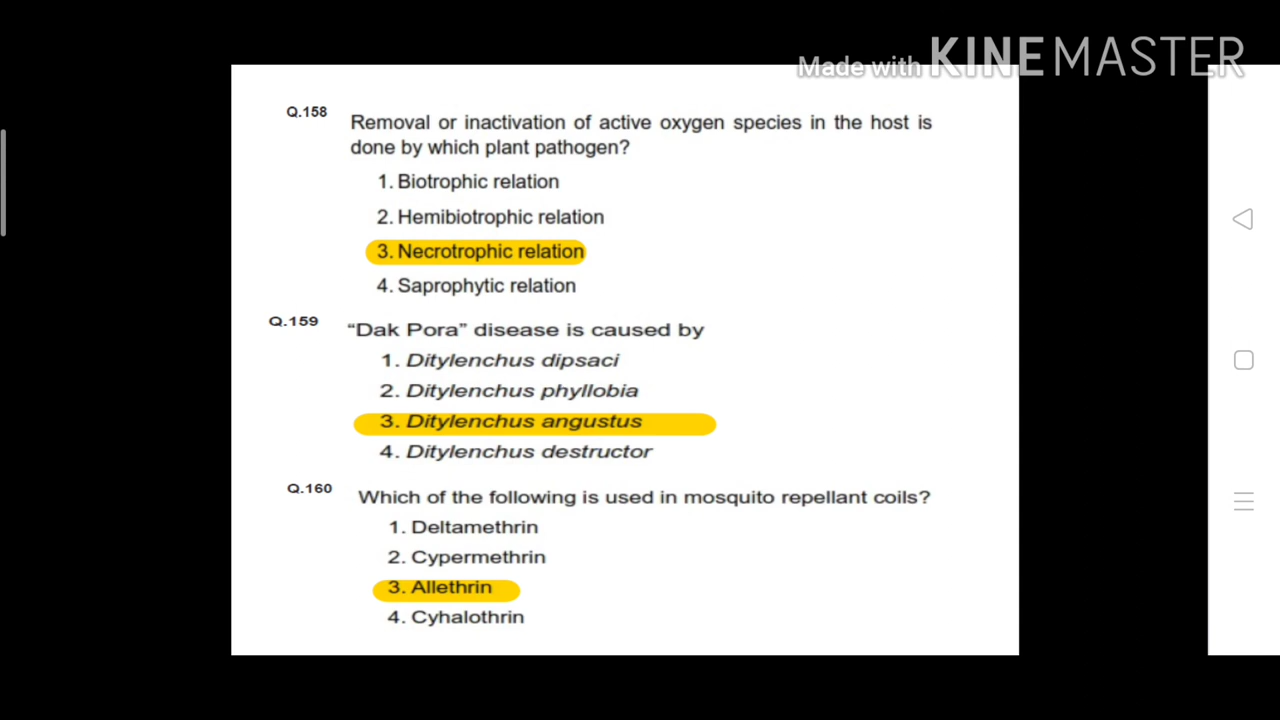 Made with KINEMASTER
Q.158
Removal or inactivation of active oxygen species in the host is
done by which plant pathogen?
1. Biotrophic relation
2. Hemibiotrophic relation
3. Necrotrophic relation
4. Saprophytic relation
Q.159
“Dak Pora” disease is caused by
1. Ditylenchus dipsaci
2. Ditylenchus phyllobia
3. Ditylenchus angustus
4. Ditylenchus destructor
Q.160
Which of the following is used in mosquito repellant coils?
1. Deltamethrin
2. Cypermethrin
3. Allethrin
4. Cyhalothrin